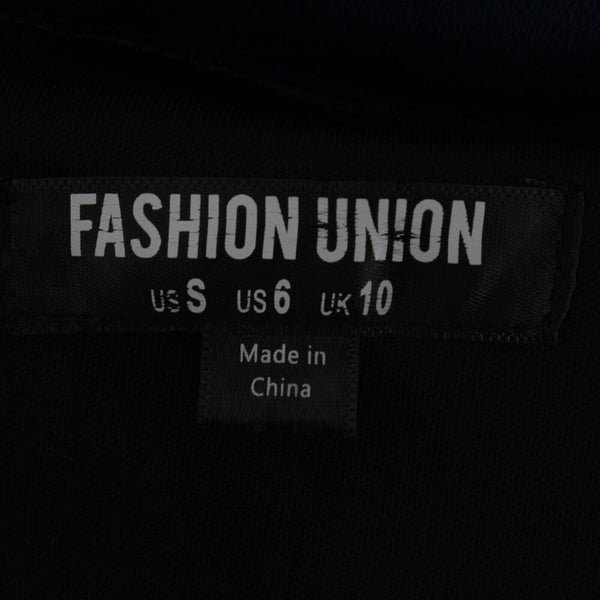 FASHION UNION
US S US 6 UK 10
Made in
China